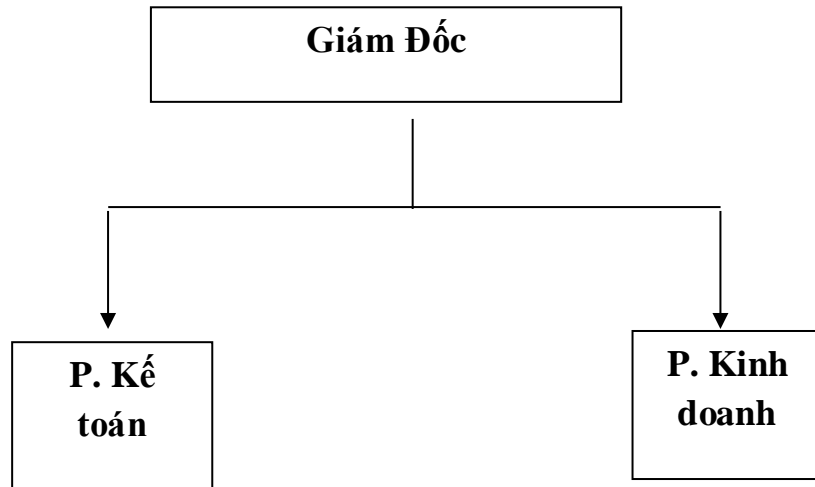 Giám Đốc
P. Kế
toán
P. Kinh
doanh